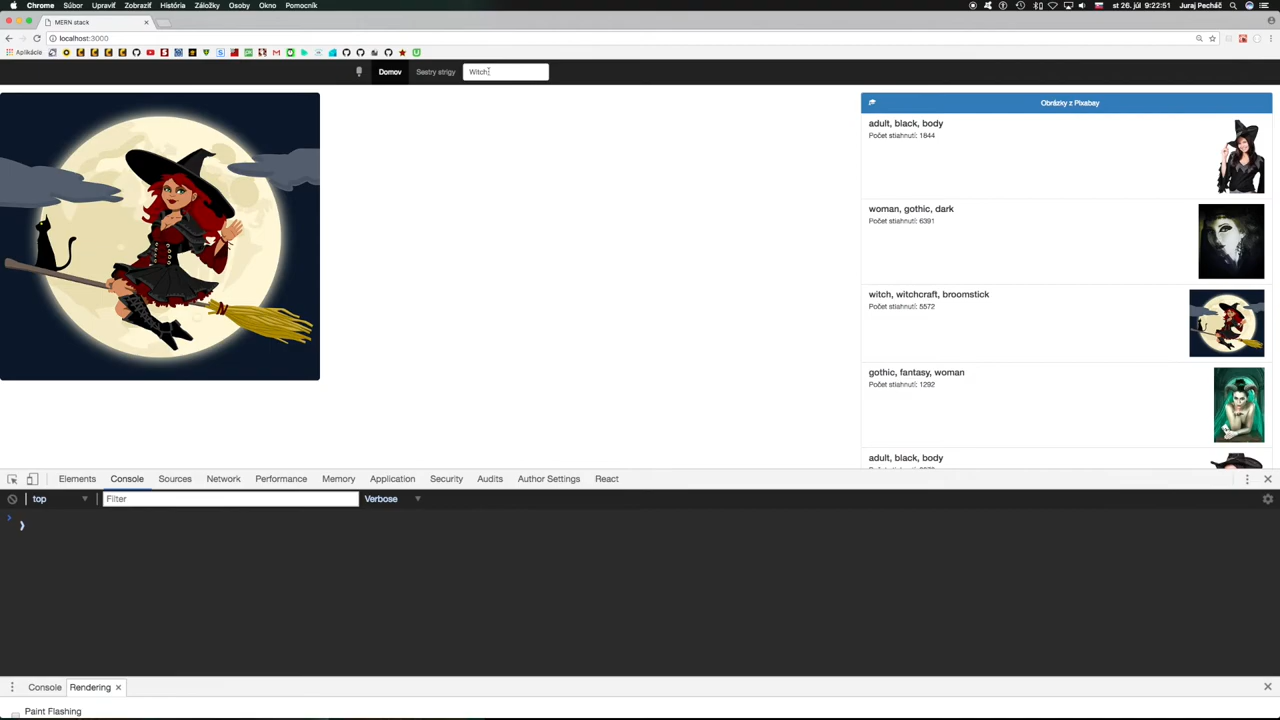 Chrome Súbor Upraviť Zobraziť História Záložky Osoby Okno Pomocník
st 26. júl 9:22:51 Juraj Pecháč
MERN stack
localhost:3000
Aplikácie
Domov Sestry strigy Witch
Obrázky z Pixabay
adult, black, body
Počet stiahnutí: 1844
woman, gothic, dark
Počet stiahnutí: 6391
witch, witchcraft, broomstick
Počet stiahnutí: 5572
gothic, fantasy, woman
Počet stiahnutí: 1292
adult, black, body
Elements Console Sources Network Performance Memory Application Security Audits Author Settings React
top Filter Verbose
Console Rendering
Paint Flashing